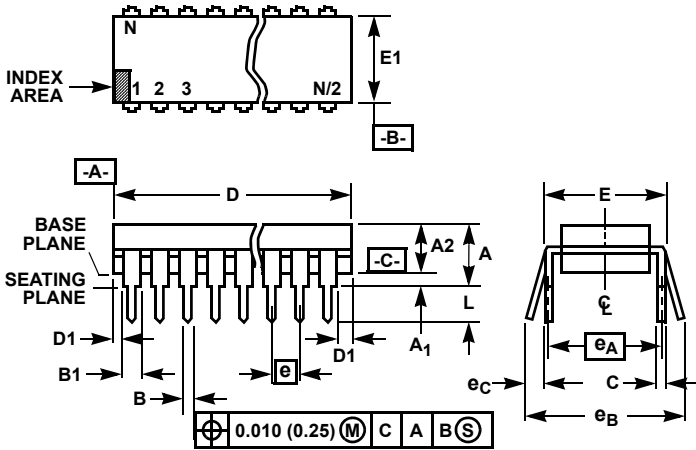 N
E1
INDEX
AREA
1 2 3 N/2
-B-
-A-
D
E
BASE
PLANE
A2
A
-C-
SEATING
PLANE
L
C
L
D1
A1
D1
eA
B1
e
eC
C
B
eB
0.010 (0.25) M C A B S